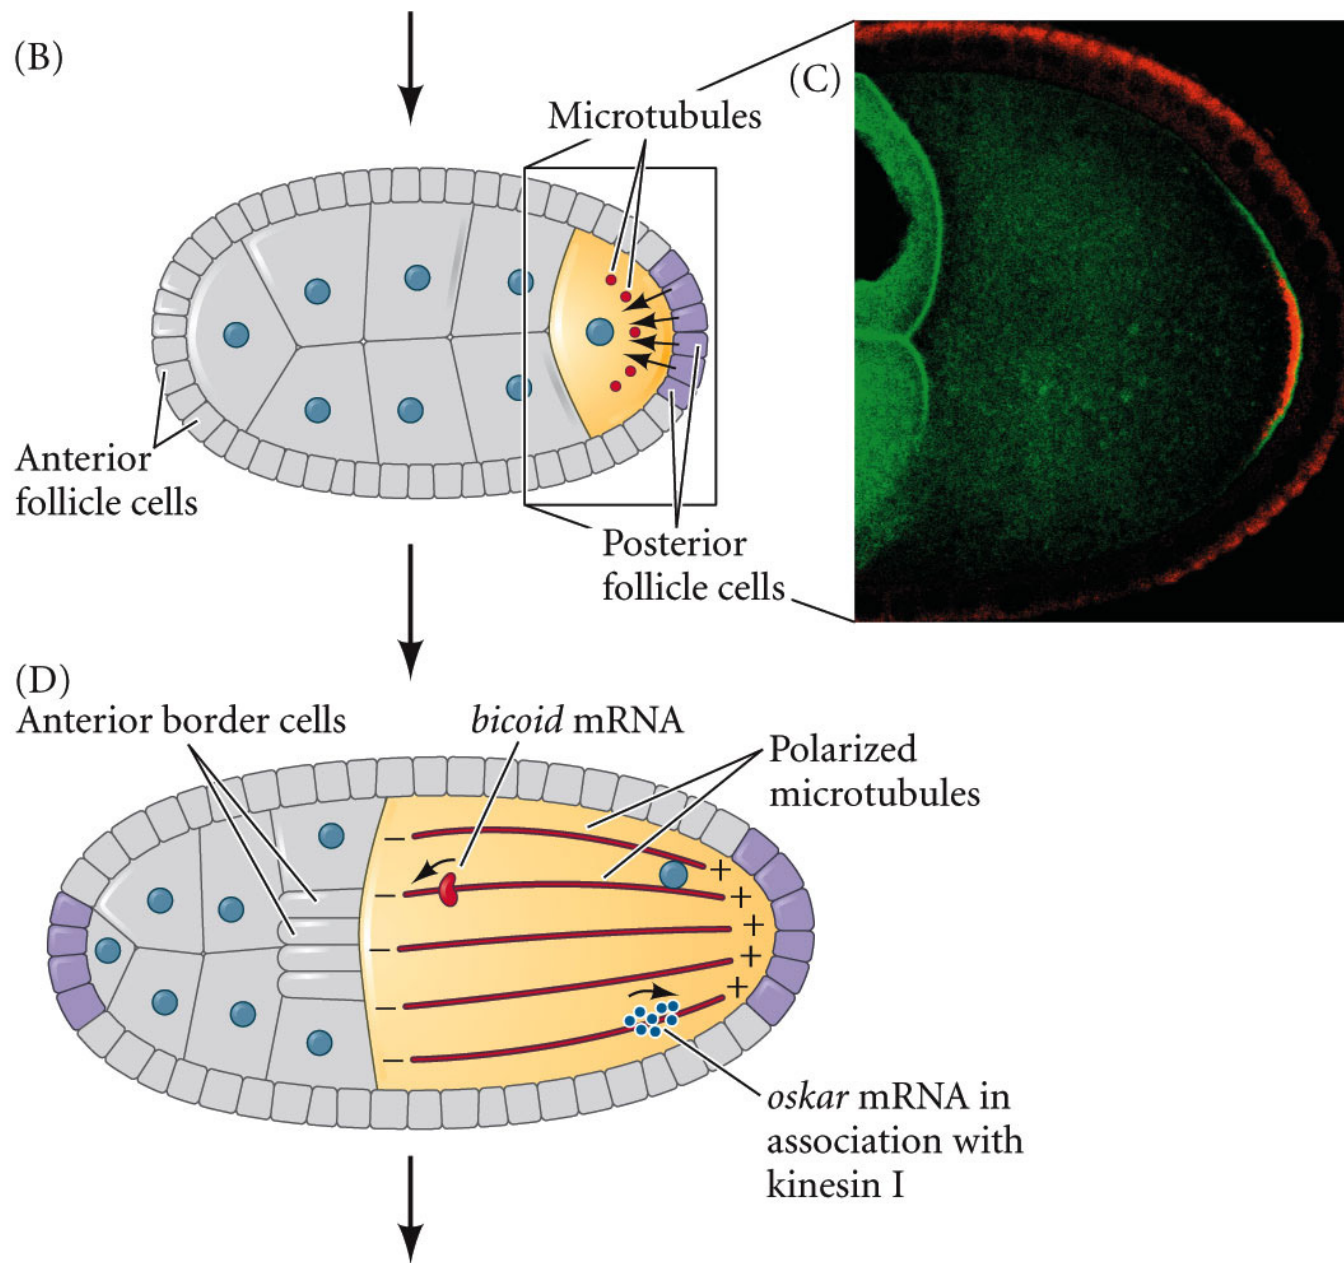 (B)
Microtubules
(C)
Anterior
follicle cells
Posterior
follicle cells
(D)
Anterior border cells
bicoid mRNA
Polarized
microtubules
− + − + − + − + − +
oskar mRNA in
association with
kinesin I